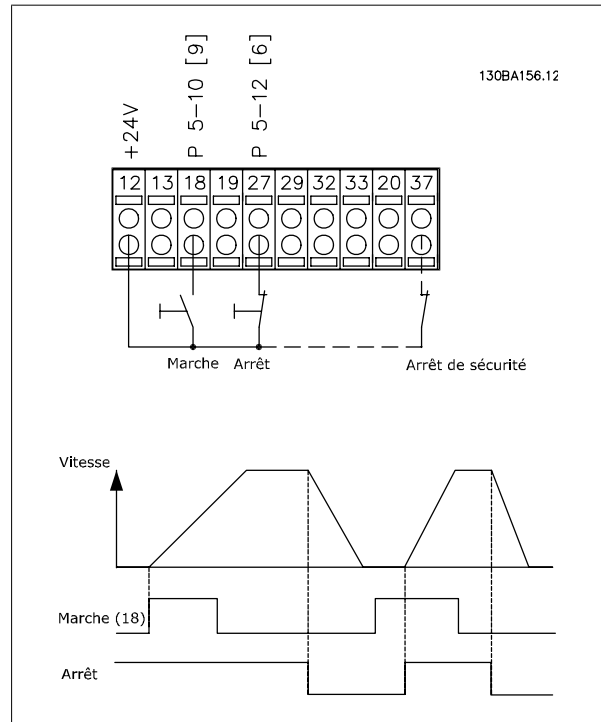 +24V
P 5-10 [9]
P 5-12 [6]
130BA156.12
12 13 18 19 27 29 32 33 20 37
Marche Arrêt Arrêt de sécurité
Vitesse
Marche (18)
Arrêt